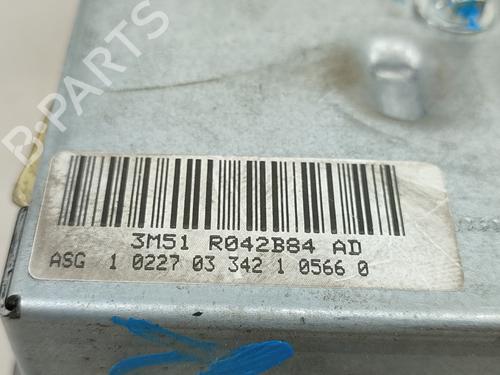 B-PARTS
3M51 R042B84 AD
ASG 1 0227 03 342 1 0566 0